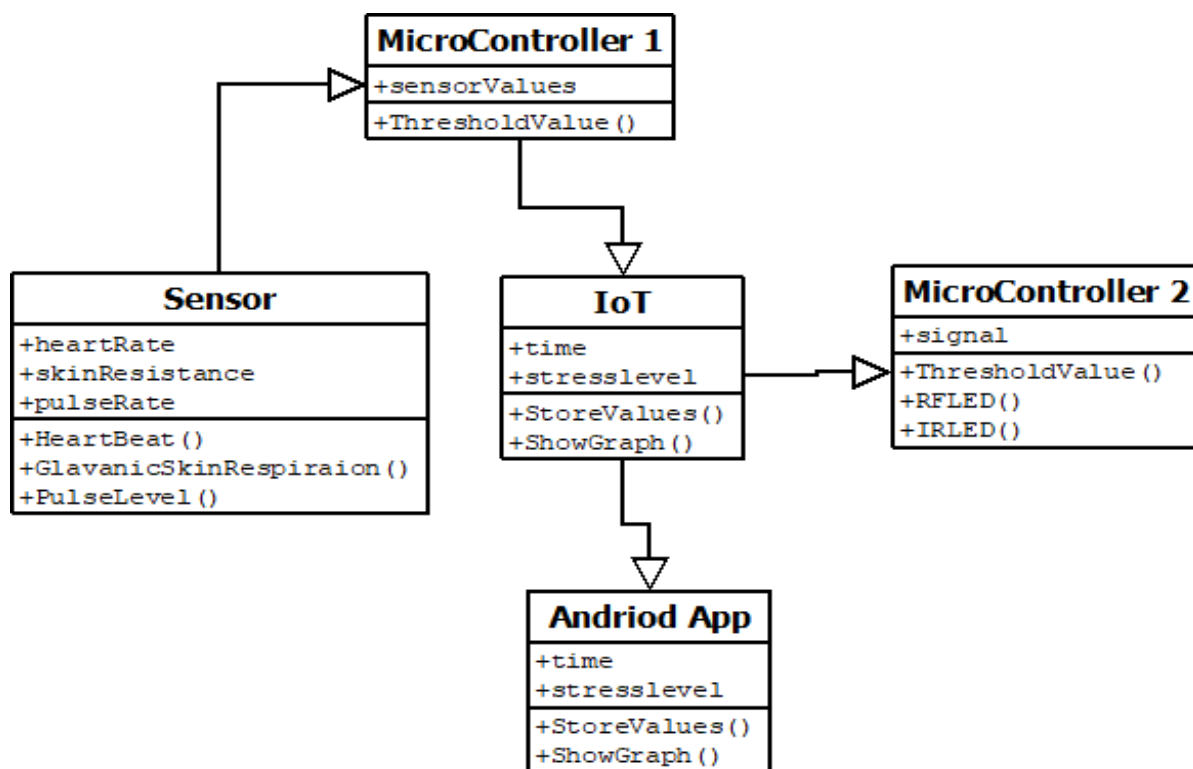 MicroController 1
+sensorValues
+ThresholdValue()
Sensor
+heartRate
+skinResistance
+pulseRate
+HeartBeat()
+GlavanicSkinRespiraion()
+PulseLevel()
IoT
+time
+stresslevel
+StoreValues()
+ShowGraph()
MicroController 2
+signal
+ThresholdValue()
+RFLED()
+IRLED()
Andriod App
+time
+stresslevel
+StoreValues()
+ShowGraph()